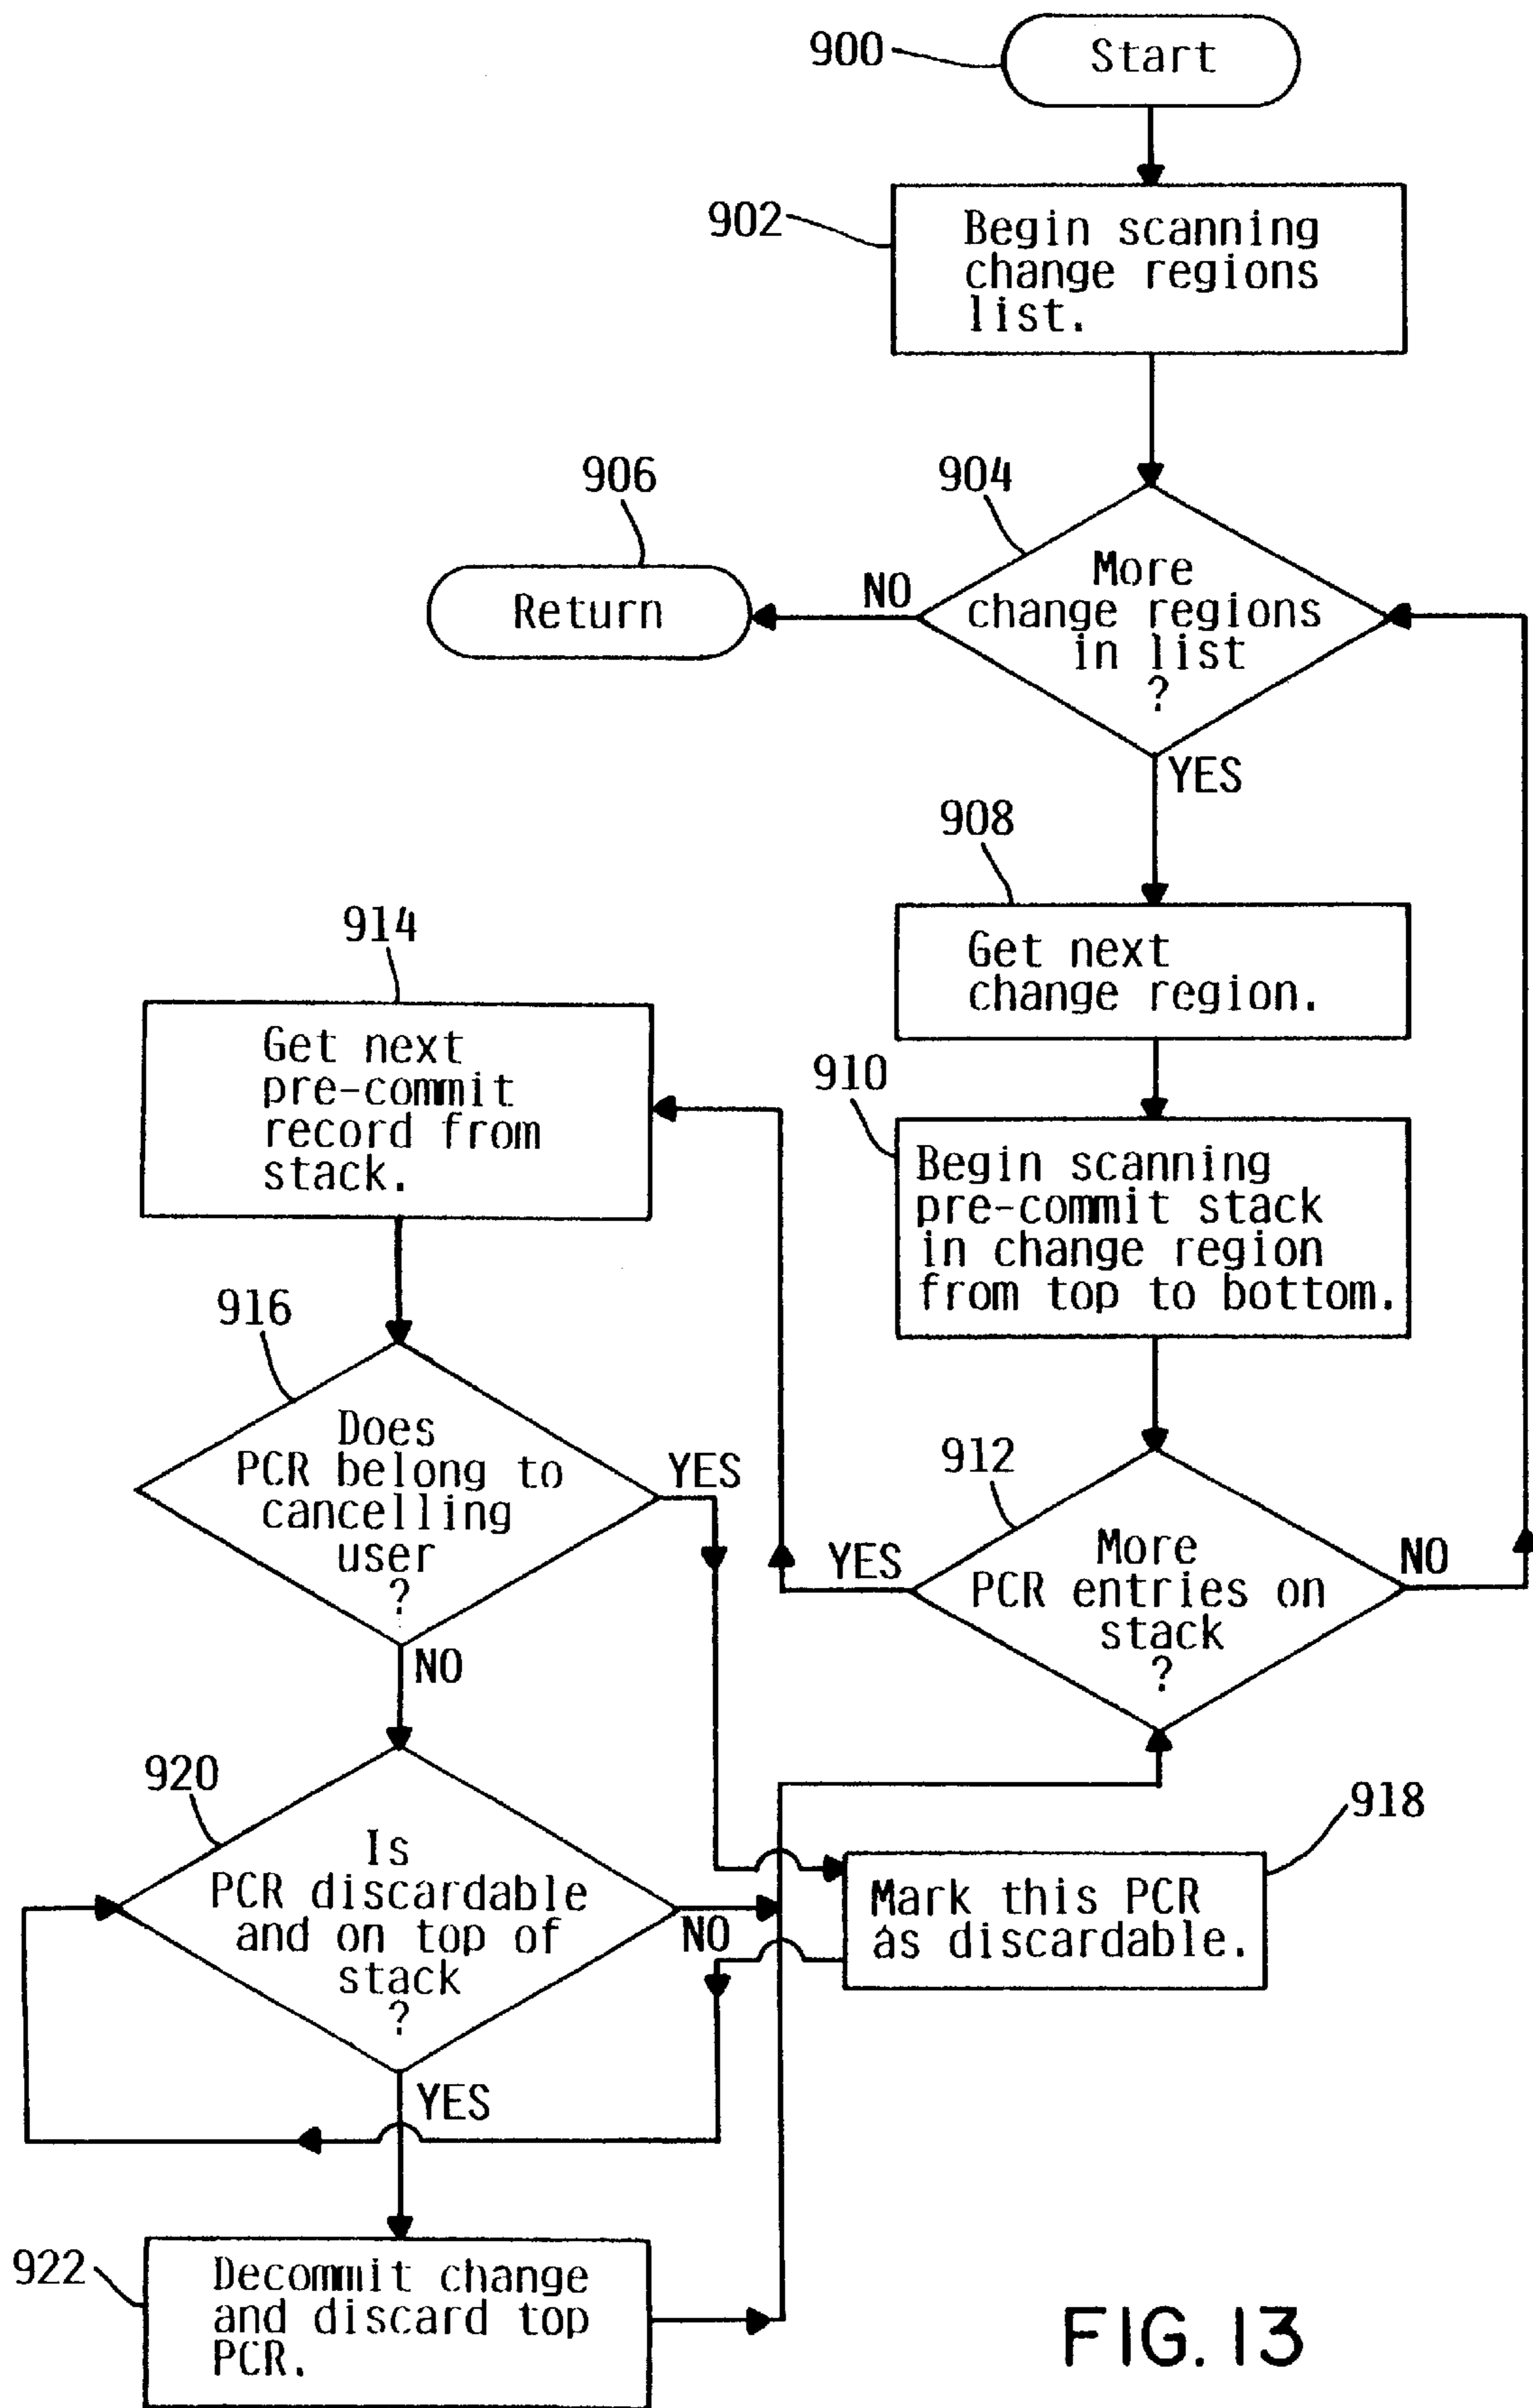 900
Start
902
Begin scanning
change regions
list.
906
904
Return
NO
More
change regions
in list
?
YES
908
Get next
change region.
914
Get next
pre-commit
record from
stack.
910
Begin scanning
pre-commit stack
in change region
from top to bottom.
916
Does
PCR belong to
cancelling
user
?
YES
NO
912
More
PCR entries on
stack
?
YES
NO
920
Is
PCR discardable
and on top of
stack
?
NO
YES
918
Mark this PCR
as discardable.
922
Decommit change
and discard top
PCR.
FIG. 13